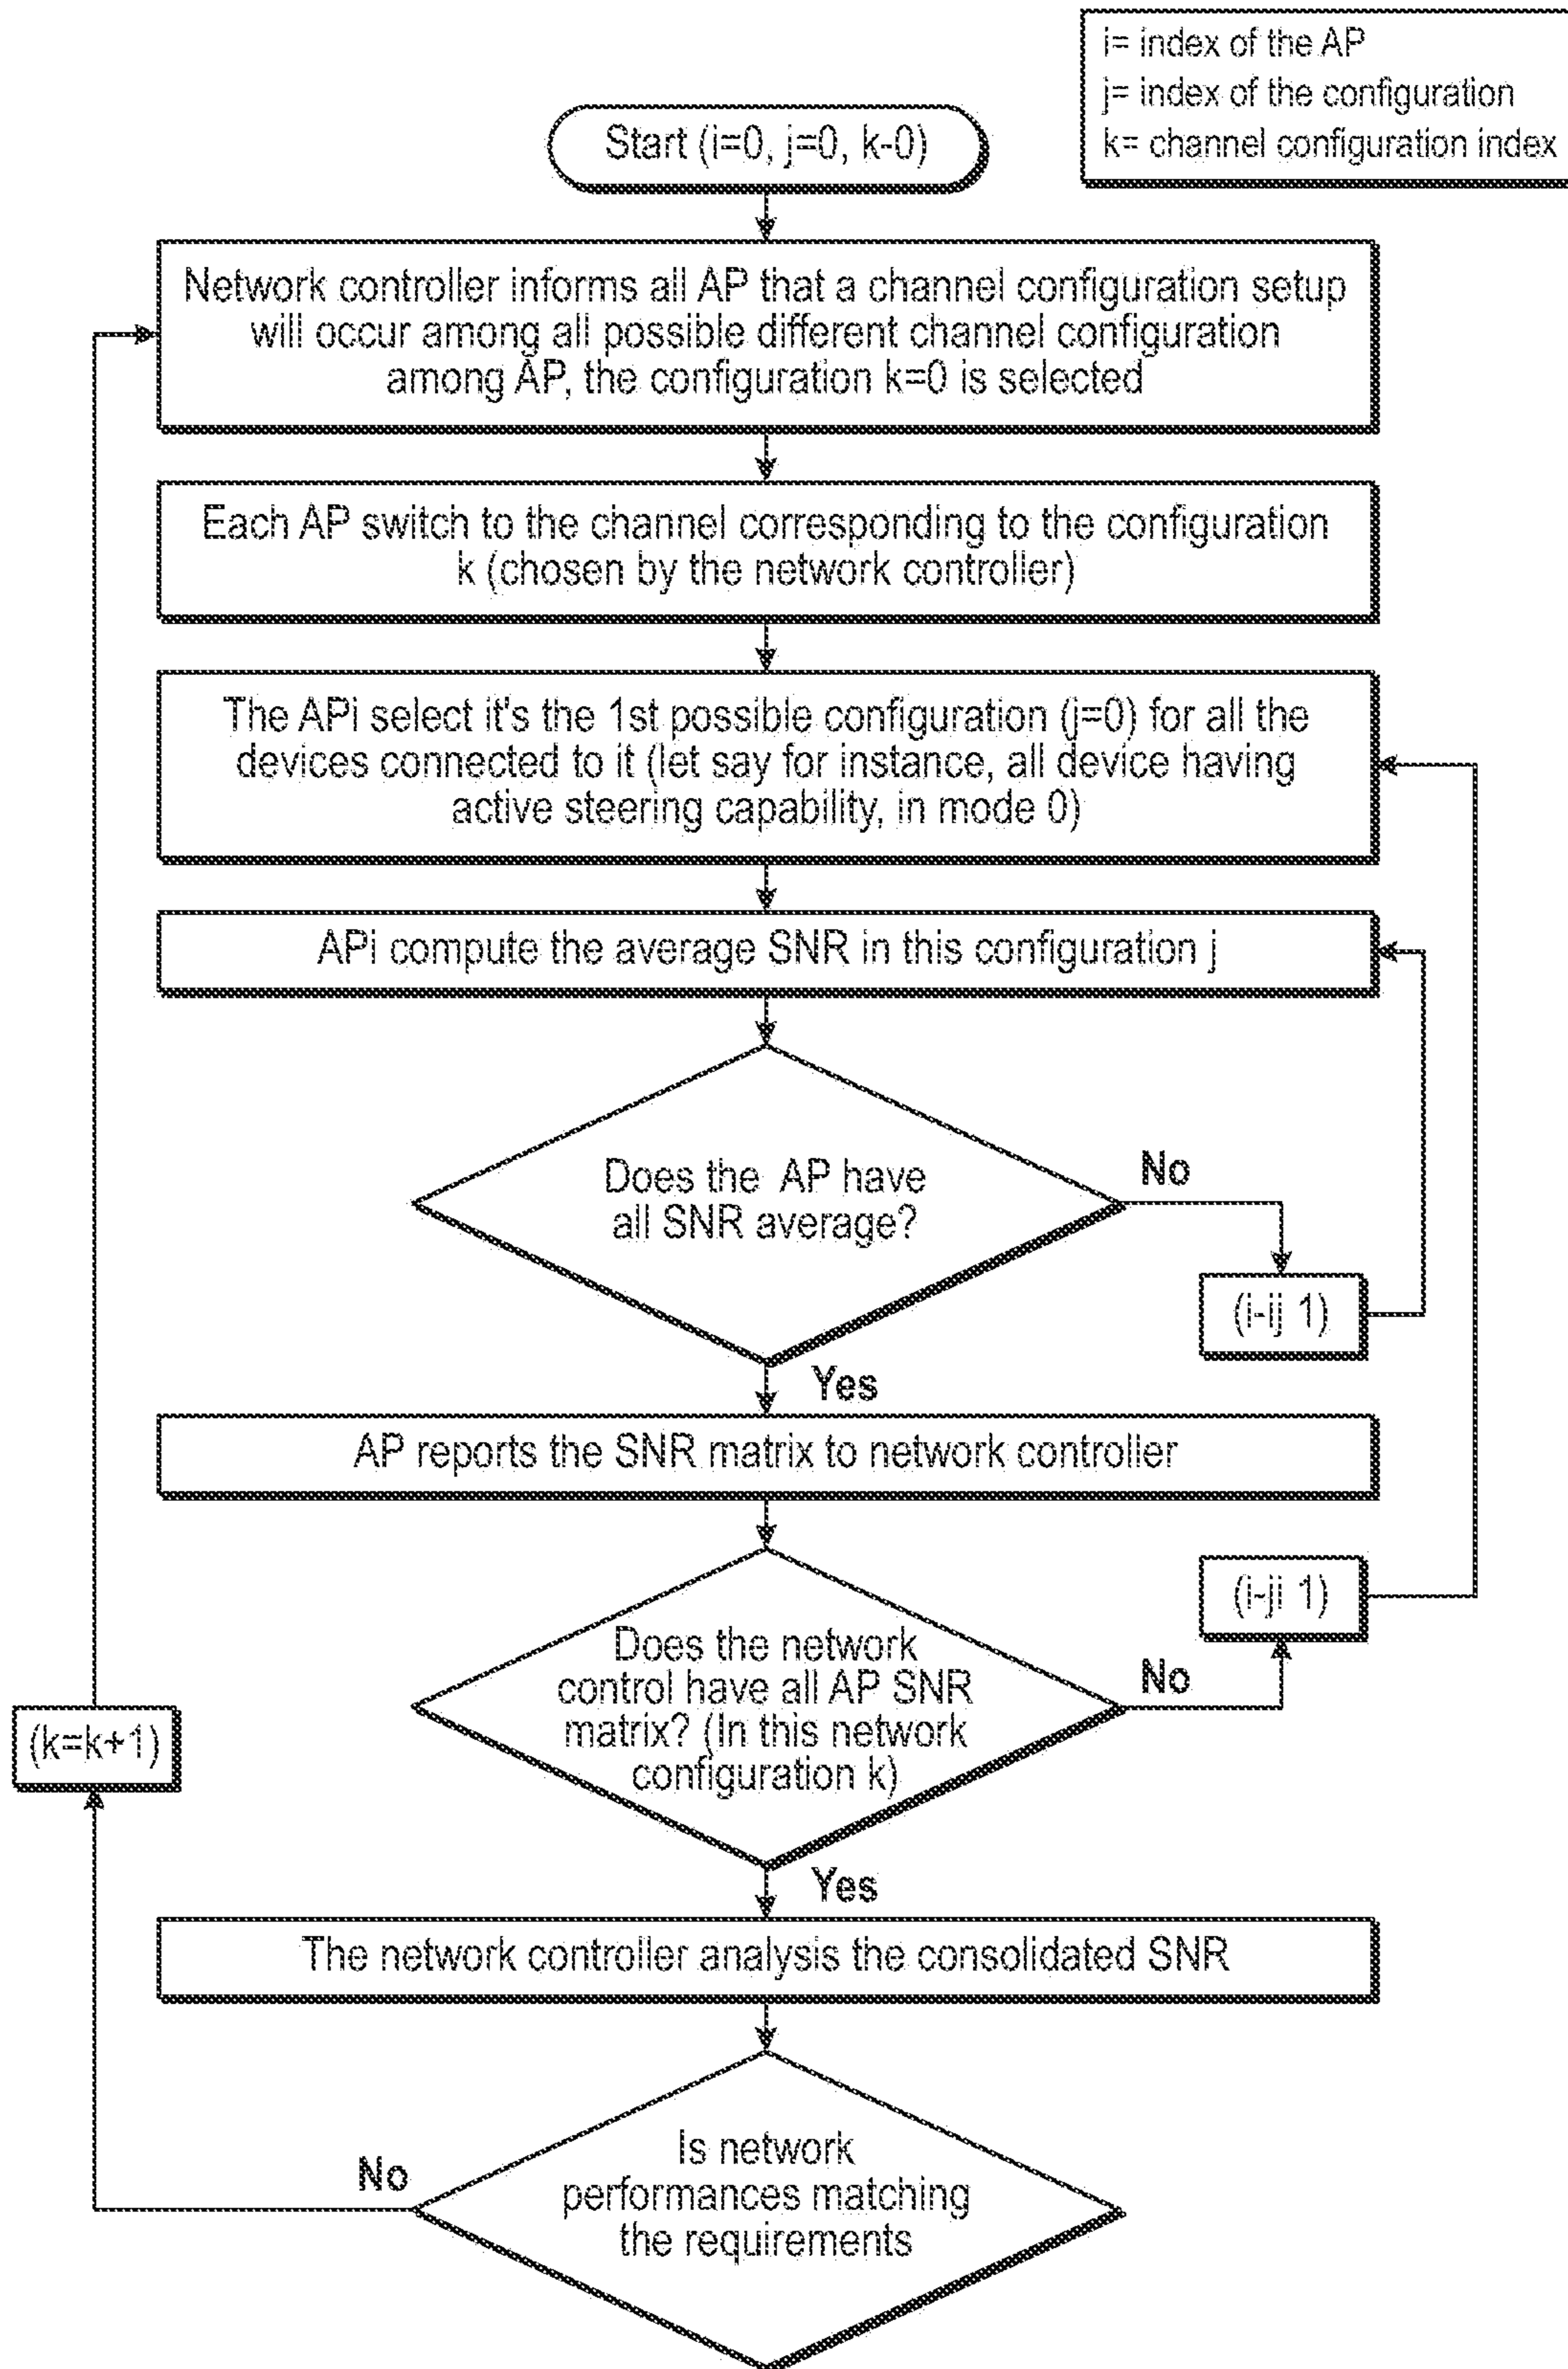 i= index of the AP
j= index of the configuration
k= channel configuration index
Start (i=0, j=0, k-0)
Network controller informs all AP that a channel configuration setup
will occur among all possible different channel configuration
among AP, the configuration k=0 is selected
Each AP switch to the channel corresponding to the configuration
k (chosen by the network controller)
The APi select it's the 1st possible configuration (j=0) for all the
devices connected to it (let say for instance, all device having
active steering capability, in mode 0)
APi compute the average SNR in this configuration j
Does the AP have
all SNR average?
No
(i-ij 1)
Yes
AP reports the SNR matrix to network controller
(i-ji 1)
Does the network
control have all AP SNR
matrix? (In this network
configuration k)
No
(k=k+1)
Yes
The network controller analysis the consolidated SNR
Is network
performances matching
the requirements
No